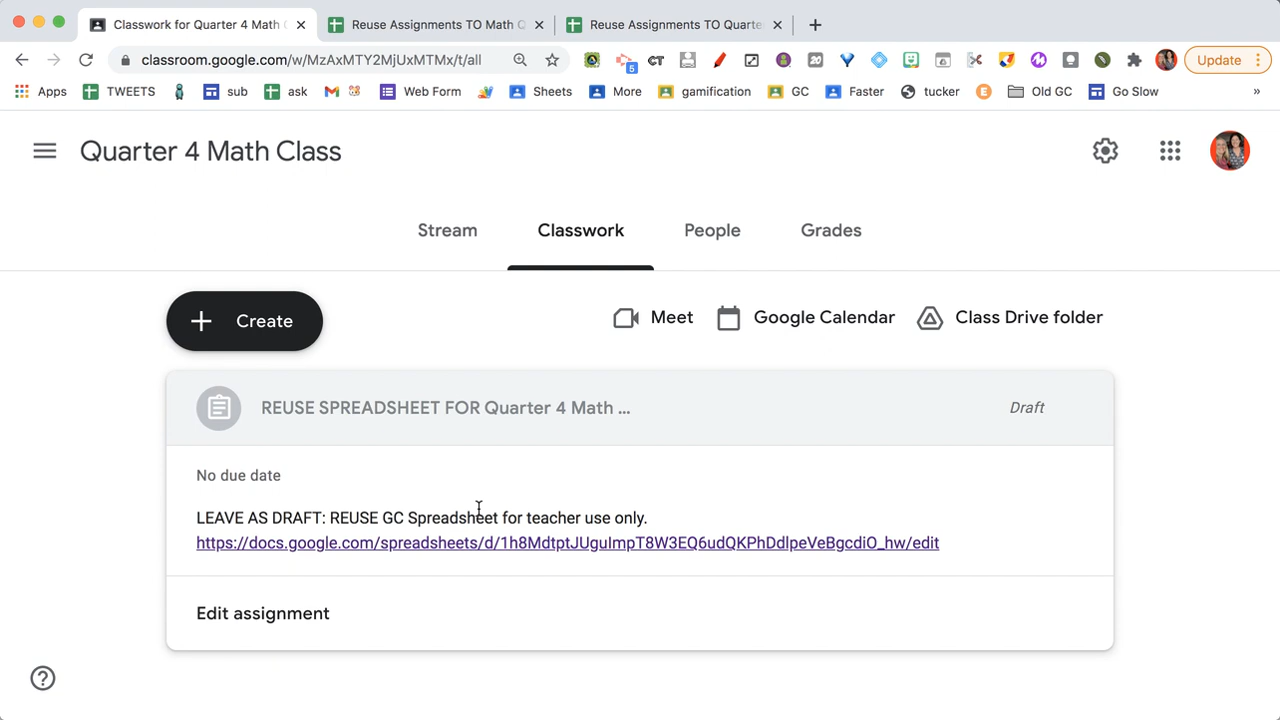 Classwork for Quarter 4 Math C
Reuse Assignments TO Math Q
Reuse Assignments TO Quarte
classroom.google.com/w/MzAxMTY2MjUxMTMx/t/all
5
CT
20
Update
Apps
TWEETS
sub
ask
Web Form
Sheets
More
gamification
GC
Faster
tucker
E
Old GC
Go Slow
»
Quarter 4 Math Class
Stream
Classwork
People
Grades
+ Create
Meet
Google Calendar
Class Drive folder
REUSE SPREADSHEET FOR Quarter 4 Math ...
Draft
No due date
LEAVE AS DRAFT: REUSE GC Spreadsheet for teacher use only.
https://docs.google.com/spreadsheets/d/1h8MdtptJUguImpT8W3EQ6udQKPhDdlpeVeBgcdiO_hw/edit
Edit assignment